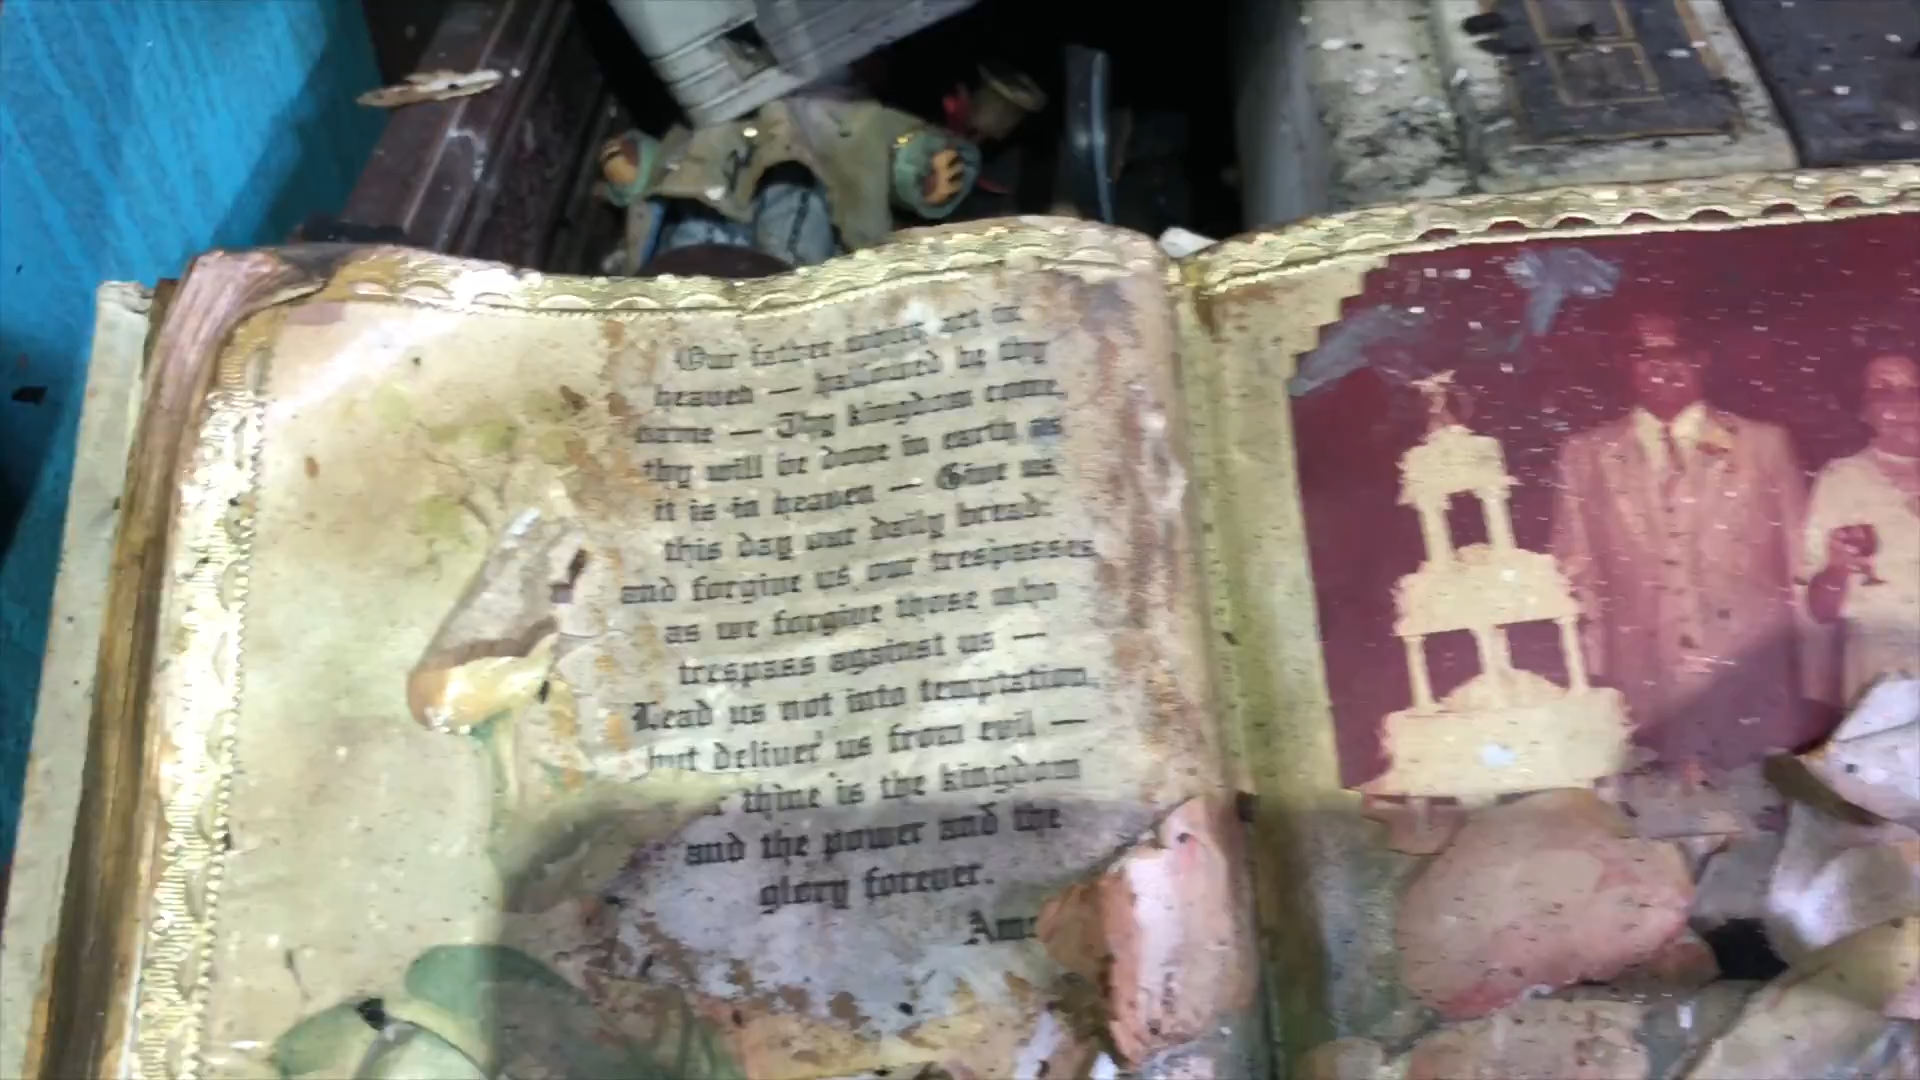 Our father which art in
heaven — hallowed be thy
name — Thy kingdom come,
thy will be done in earth as
it is in heaven — Give us
this day our daily bread:
and forgive us our trespasses
as we forgive those who
trespass against us —
Lead us not into temptation,
but deliver us from evil —
thine is the kingdom
and the power and the
glory forever.